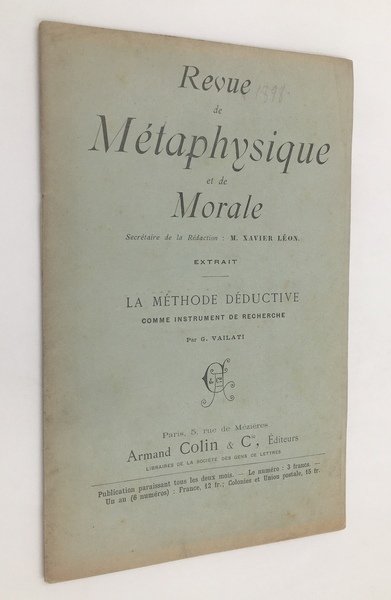 Revue
1898.
de
Métaphysique
et de
Morale
Secrétaire de la Rédaction : M. XAVIER LÉON.
EXTRAIT
LA MÉTHODE DÉDUCTIVE
COMME INSTRUMENT DE RECHERCHE
Par G. VAILATI
Paris, 5, rue de Mézières
Armand Colin & Cie, Éditeurs
LIBRAIRES DE LA SOCIÉTÉ DES GENS DE LETTRES
Publication paraissant tous les deux mois. — Le numéro : 3 francs. —
Un an (6 numéros) : France, 12 fr.; Colonies et Union postale, 15 fr.